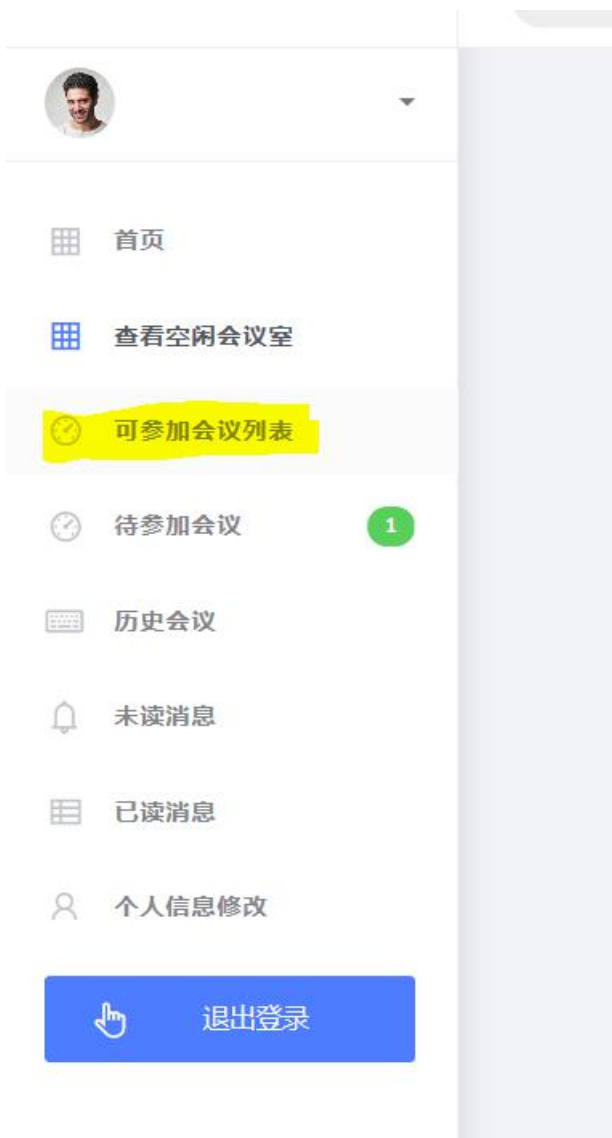 首页
查看空闲会议室
可参加会议列表
待参加会议
1
历史会议
未读消息
已读消息
个人信息修改
退出登录